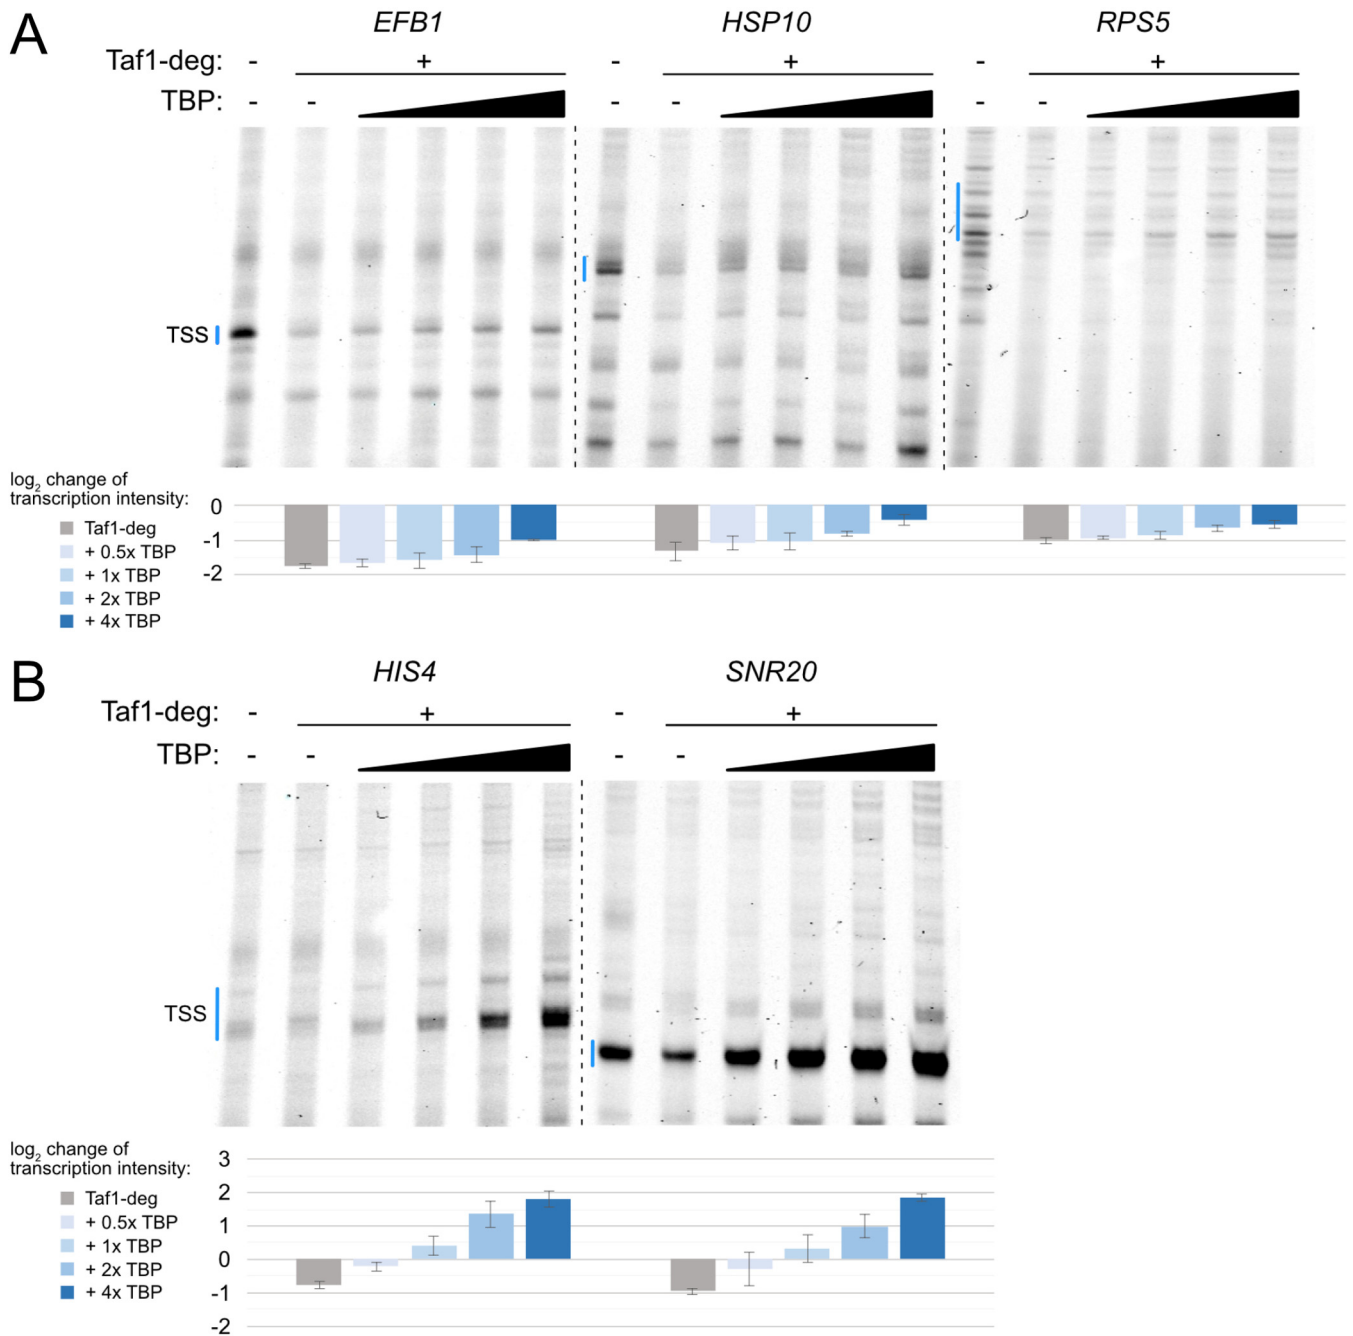 A
EFB1 HSP10 RPS5
Taf1-deg: - + - + - +
TBP: - - - - - -
TSS
log2 change of
transcription intensity:
0
-1
-2
Taf1-deg
+ 0.5x TBP
+ 1x TBP
+ 2x TBP
+ 4x TBP
B
HIS4 SNR20
Taf1-deg: - + - +
TBP: - - - -
TSS
log2 change of
transcription intensity:
3
2
1
0
-1
-2
Taf1-deg
+ 0.5x TBP
+ 1x TBP
+ 2x TBP
+ 4x TBP